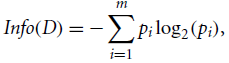 Info(D) = − ∑_{i=1}^{m} p_i log_2(p_i),